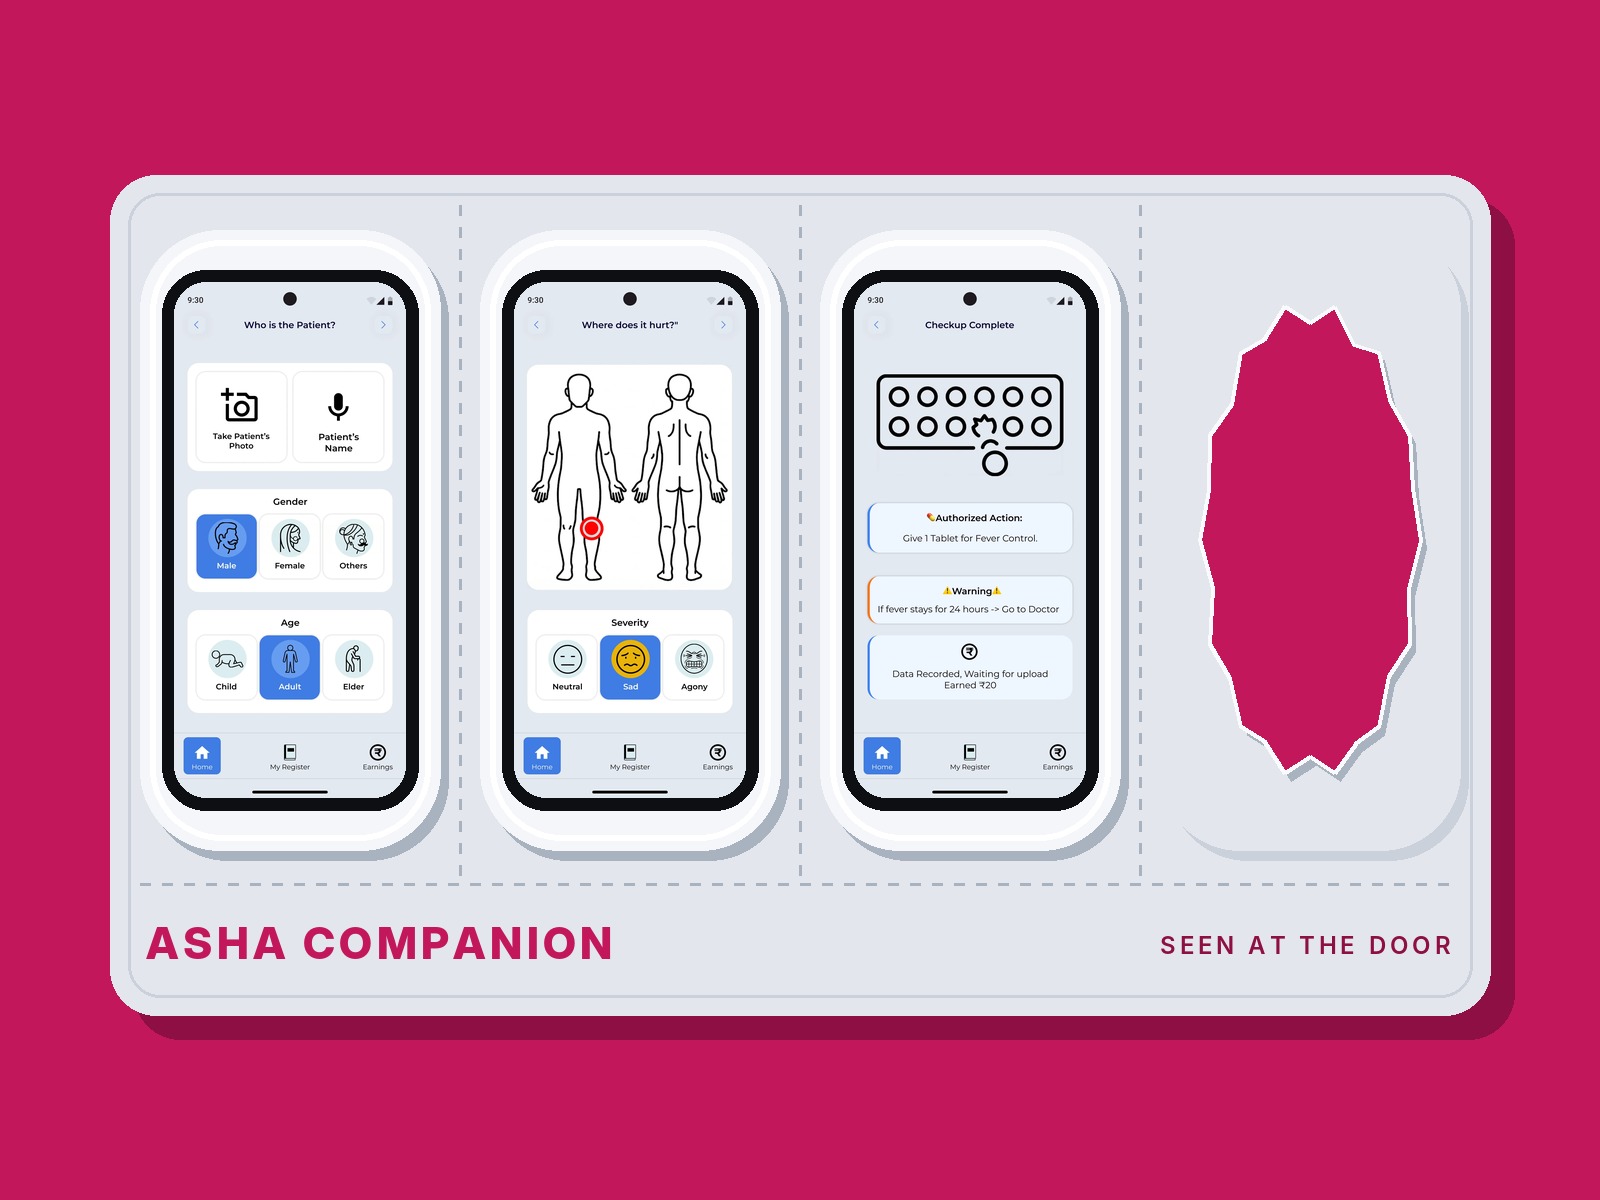 9:30
Who is the Patient?
Take Patient's
Photo
Patient's
Name
Gender
Male
Female
Others
Age
Child
Adult
Elder
Home
My Register
Earnings
9:30
Where does it hurt?"
Severity
Neutral
Sad
Agony
Home
My Register
Earnings
9:30
Checkup Complete
💊Authorized Action:
Give 1 Tablet for Fever Control.
⚠️Warning⚠️
If fever stays for 24 hours -> Go to Doctor
₹
Data Recorded, Waiting for upload
Earned ₹20
Home
My Register
Earnings
ASHA COMPANION
SEEN AT THE DOOR